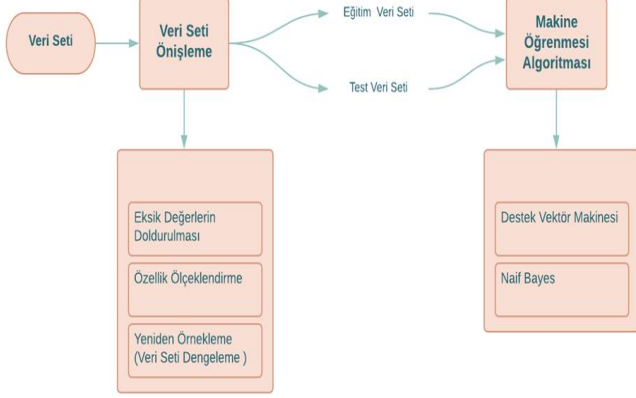 Veri Seti
Veri Seti
Önişleme
Eğitim  Veri Seti
Test Veri Seti
Makine
Öğrenmesi
Algoritması
Eksik Değerlerin
Doldurulması
Özellik Ölçeklendirme
Yeniden Örnekleme
(Veri Seti Dengeleme )
Destek Vektör Makinesi
Naif Bayes